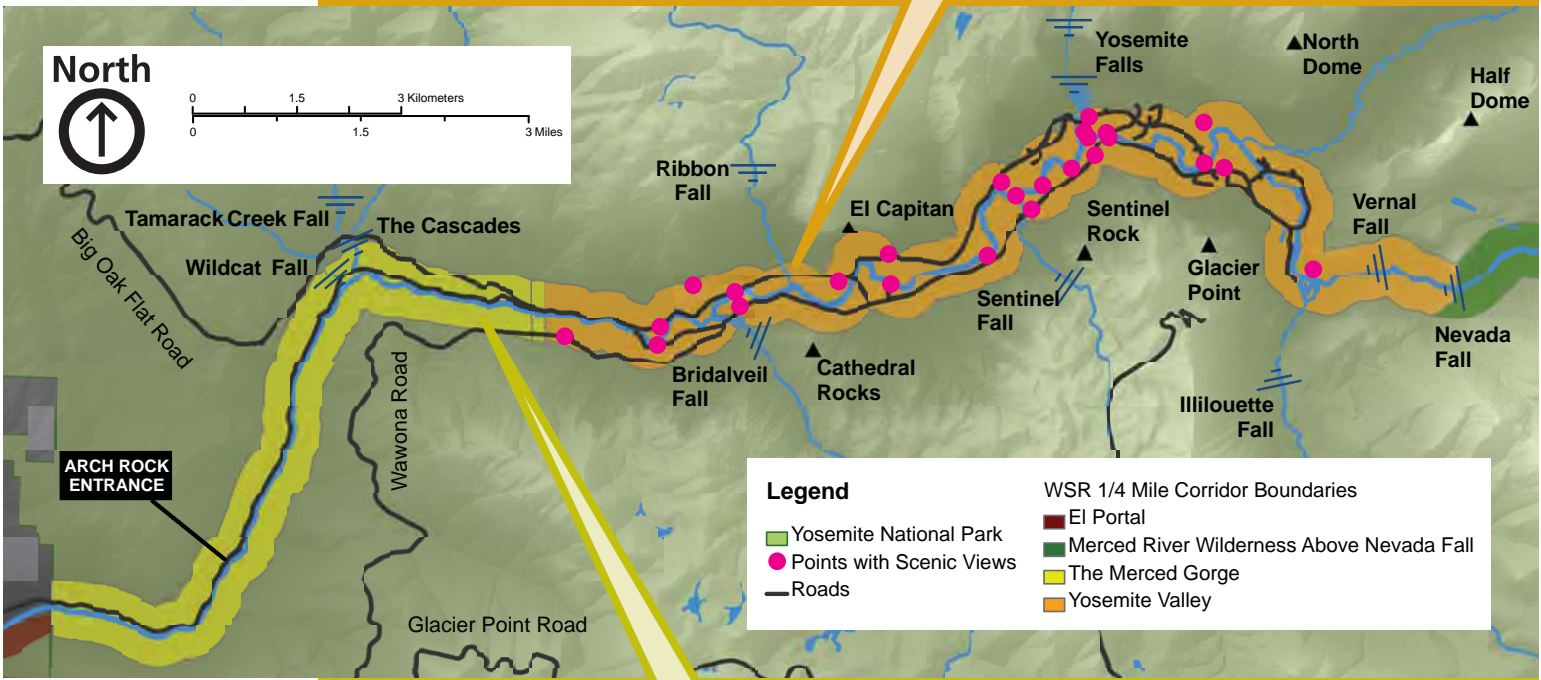 North
0
1.5
3 Kilometers
0
1.5
3 Miles
Yosemite
Falls
North
Dome
Half
Dome
Ribbon
Fall
Tamarack Creek Fall
The Cascades
El Capitan
Sentinel
Rock
Vernal
Fall
Wildcat Fall
Big Oak Flat Road
Glacier
Point
Sentinel
Fall
Nevada
Fall
Wawona Road
Bridalveil
Fall
Cathedral
Rocks
Illilouette
Fall
ARCH ROCK
ENTRANCE
Glacier Point Road
Legend
Yosemite National Park
Points with Scenic Views
Roads
WSR 1/4 Mile Corridor Boundaries
El Portal
Merced River Wilderness Above Nevada Fall
The Merced Gorge
Yosemite Valley